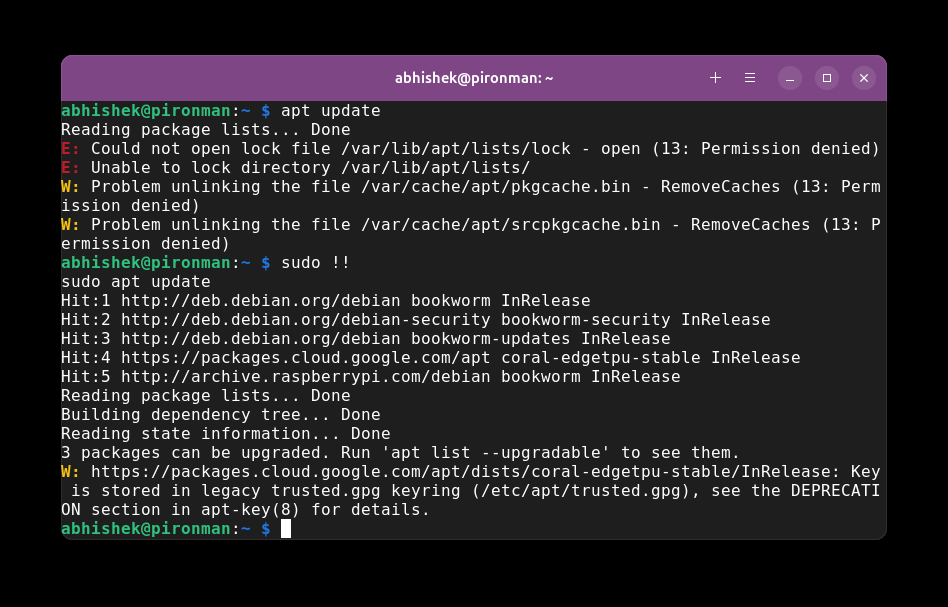 abhishek@pironman: ~
abhishek@pironman:~ $ apt update
Reading package lists... Done
E: Could not open lock file /var/lib/apt/lists/lock - open (13: Permission denied)
E: Unable to lock directory /var/lib/apt/lists/
W: Problem unlinking the file /var/cache/apt/pkgcache.bin - RemoveCaches (13: Perm
ission denied)
W: Problem unlinking the file /var/cache/apt/srcpkgcache.bin - RemoveCaches (13: P
ermission denied)
abhishek@pironman:~ $ sudo !!
sudo apt update
Hit:1 http://deb.debian.org/debian bookworm InRelease
Hit:2 http://deb.debian.org/debian-security bookworm-security InRelease
Hit:3 http://deb.debian.org/debian bookworm-updates InRelease
Hit:4 https://packages.cloud.google.com/apt coral-edgetpu-stable InRelease
Hit:5 http://archive.raspberrypi.com/debian bookworm InRelease
Reading package lists... Done
Building dependency tree... Done
Reading state information... Done
3 packages can be upgraded. Run 'apt list --upgradable' to see them.
W: https://packages.cloud.google.com/apt/dists/coral-edgetpu-stable/InRelease: Key
 is stored in legacy trusted.gpg keyring (/etc/apt/trusted.gpg), see the DEPRECATI
ON section in apt-key(8) for details.
abhishek@pironman:~ $